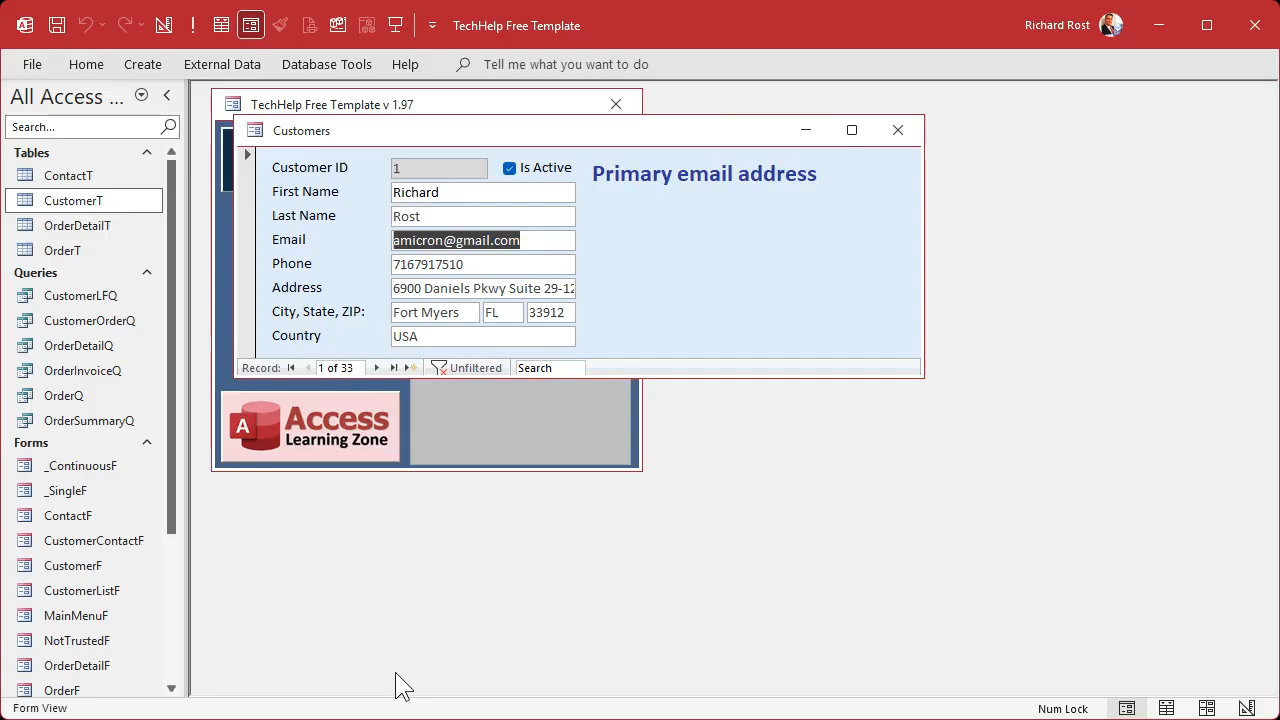 TechHelp Free Template
Richard Rost
File Home Create External Data Database Tools Help Tell me what you want to do
All Access ...
Search...
Tables
ContactT
CustomerT
OrderDetailT
OrderT
Queries
CustomerLFQ
CustomerOrderQ
OrderDetailQ
OrderInvoiceQ
OrderQ
OrderSummaryQ
Forms
_ContinuousF
_SingleF
ContactF
CustomerContactF
CustomerF
CustomerListF
MainMenuF
NotTrustedF
OrderDetailF
OrderF
TechHelp Free Template v 1.97
Customers
Customer ID 1 Is Active
First Name Richard
Last Name Rost
Email amicron@gmail.com
Phone 7167917510
Address 6900 Daniels Pkwy Suite 29-12
City, State, ZIP: Fort Myers FL 33912
Country USA
Primary email address
Record: 1 of 33 Unfiltered Search
A Access
Learning Zone
Form View
Num Lock